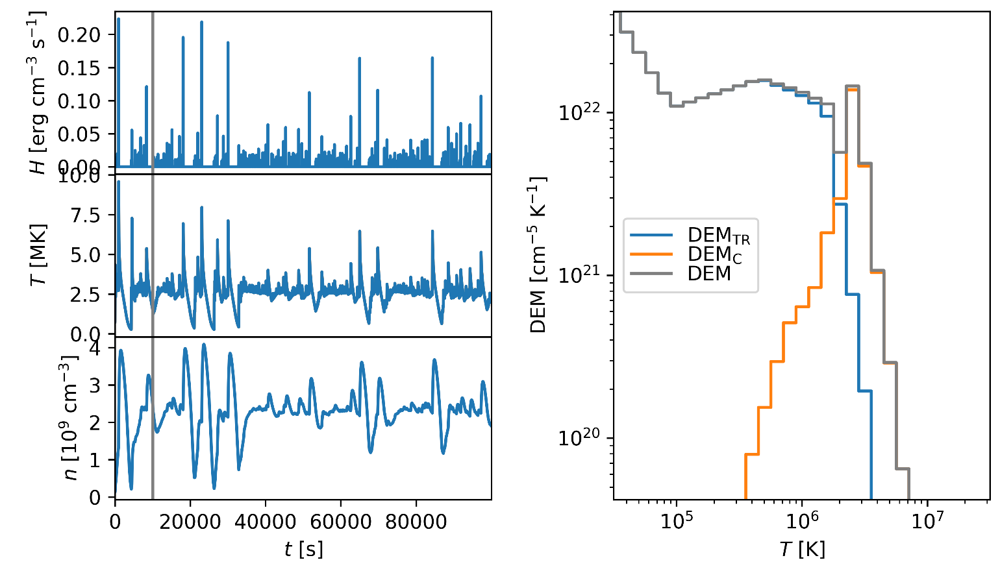 H [erg cm⁻³ s⁻¹]
0.20
0.15
0.10
0.05
0.00
T [MK]
10.0
7.5
5.0
2.5
0.0
n [10⁹ cm⁻³]
4
3
2
1
0
0 20000 40000 60000 80000
t [s]
DEM [cm⁻⁵ K⁻¹]
10²²
10²¹
10²⁰
DEM_TR
DEM_C
DEM
10⁵ 10⁶ 10⁷
T [K]